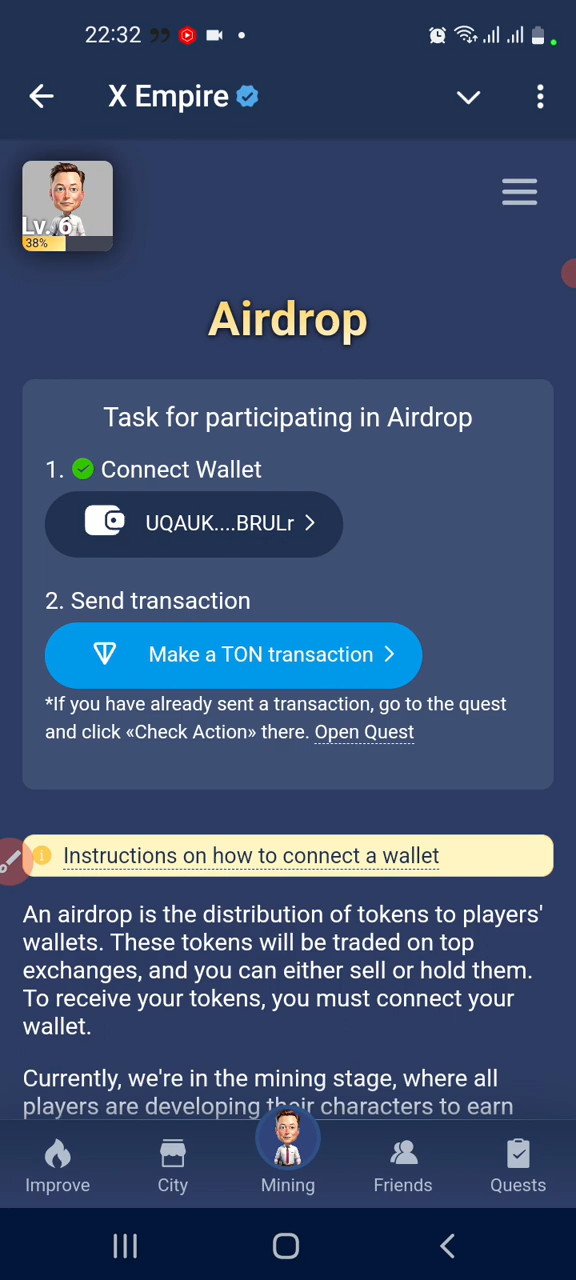 22:32
X Empire
Lv. 6
38%
Airdrop
Task for participating in Airdrop
1. Connect Wallet
UQAUK....BRULr
2. Send transaction
Make a TON transaction
*If you have already sent a transaction, go to the quest
and click «Check Action» there. Open Quest
Instructions on how to connect a wallet
An airdrop is the distribution of tokens to players'
wallets. These tokens will be traded on top
exchanges, and you can either sell or hold them.
To receive your tokens, you must connect your
wallet.
Currently, we're in the mining stage, where all
players are developing their characters to earn
Improve
City
Mining
Friends
Quests